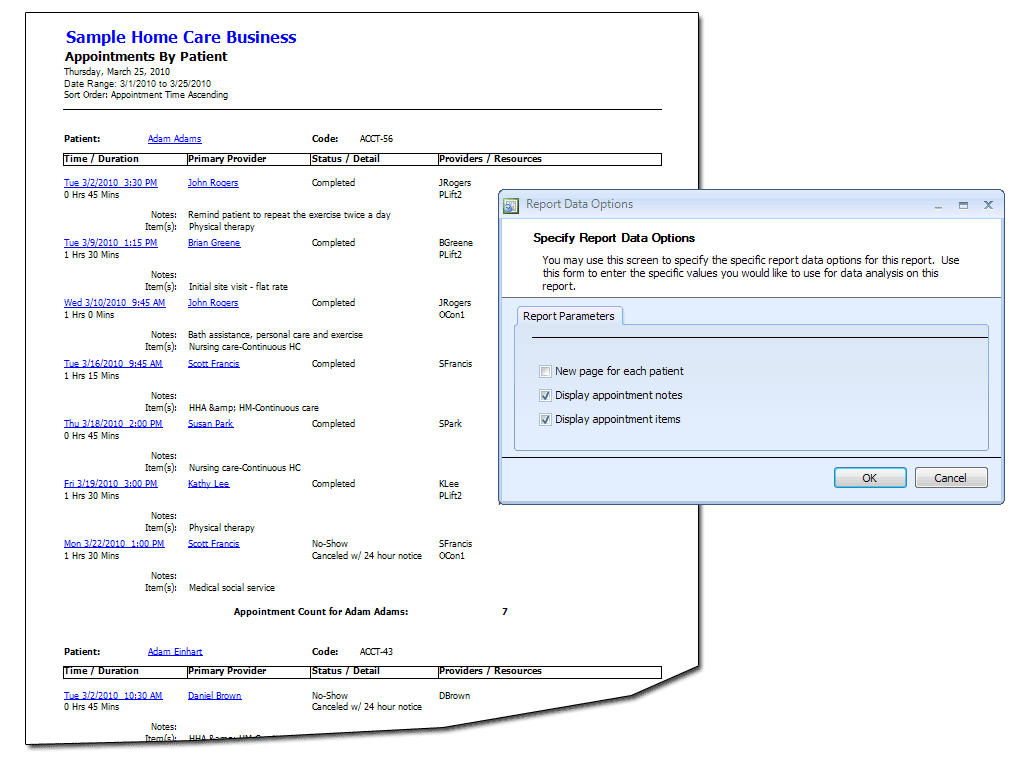 Sample Home Care Business
Appointments By Patient
Thursday, March 25, 2010
Date Range: 3/1/2010 to 3/25/2010
Sort Order: Appointment Time Ascending
Patient: Adam Adams Code: ACCT-56
Time / Duration Primary Provider Status / Detail Providers / Resources
Tue 3/2/2010 3:30 PM John Rogers Completed JRogers
0 Hrs 45 Mins PLift2
Notes: Remind patient to repeat the exercise twice a day
Item(s): Physical therapy
Tue 3/9/2010 1:15 PM Brian Greene Completed BGreene
1 Hrs 30 Mins PLift2
Notes:
Item(s): Initial site visit - flat rate
Wed 3/10/2010 9:45 AM John Rogers Completed JRogers
1 Hrs 0 Mins OCon1
Notes: Bath assistance, personal care and exercise
Item(s): Nursing care-Continuous HC
Tue 3/16/2010 9:45 AM Scott Francis Completed SFrancis
1 Hrs 15 Mins
Notes:
Item(s): HHA &amp; HM-Continuous care
Thu 3/18/2010 2:00 PM Susan Park Completed SPark
0 Hrs 45 Mins
Notes:
Item(s): Nursing care-Continuous HC
Fri 3/19/2010 3:00 PM Kathy Lee Completed KLee
1 Hrs 30 Mins PLift2
Notes:
Item(s): Physical therapy
Mon 3/22/2010 1:00 PM Scott Francis No-Show SFrancis
1 Hrs 30 Mins Canceled w/ 24 hour notice OCon1
Notes:
Item(s): Medical social service
Appointment Count for Adam Adams: 7
Patient: Adam Einhart Code: ACCT-43
Time / Duration Primary Provider Status / Detail Providers / Resources
Tue 3/2/2010 10:30 AM Daniel Brown No-Show DBrown
0 Hrs 45 Mins Canceled w/ 24 hour notice
Notes:
Item(s): HHA &amp; HM-C
Report Data Options
Specify Report Data Options
You may use this screen to specify the specific report data options for this report. Use
this form to enter the specific values you would like to use for data analysis on this
report.
Report Parameters
New page for each patient
Display appointment notes
Display appointment items
OK Cancel